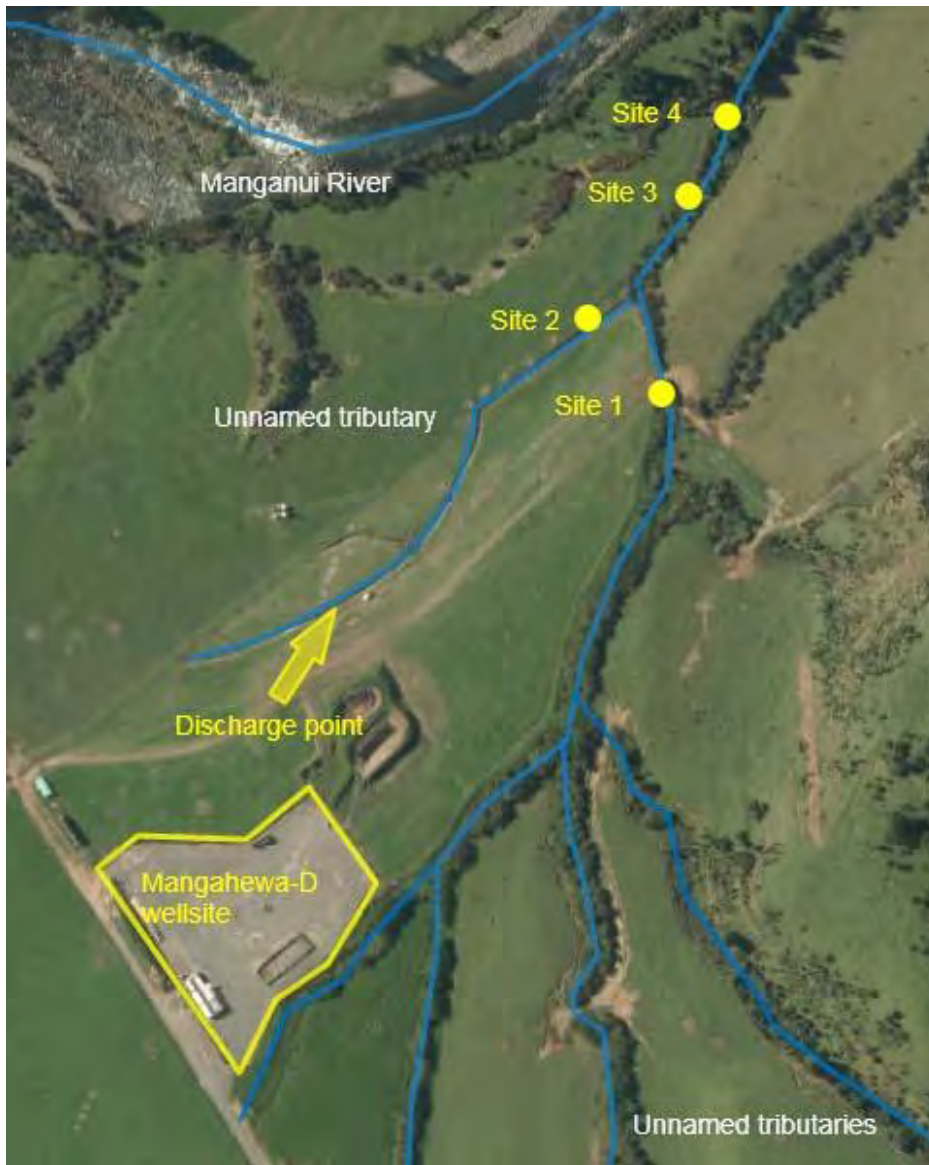 Site 4
Manganui River
Site 3
Site 2
Site 1
Unnamed tributary
Discharge point
Mangahewa-D
wellsite
Unnamed tributaries